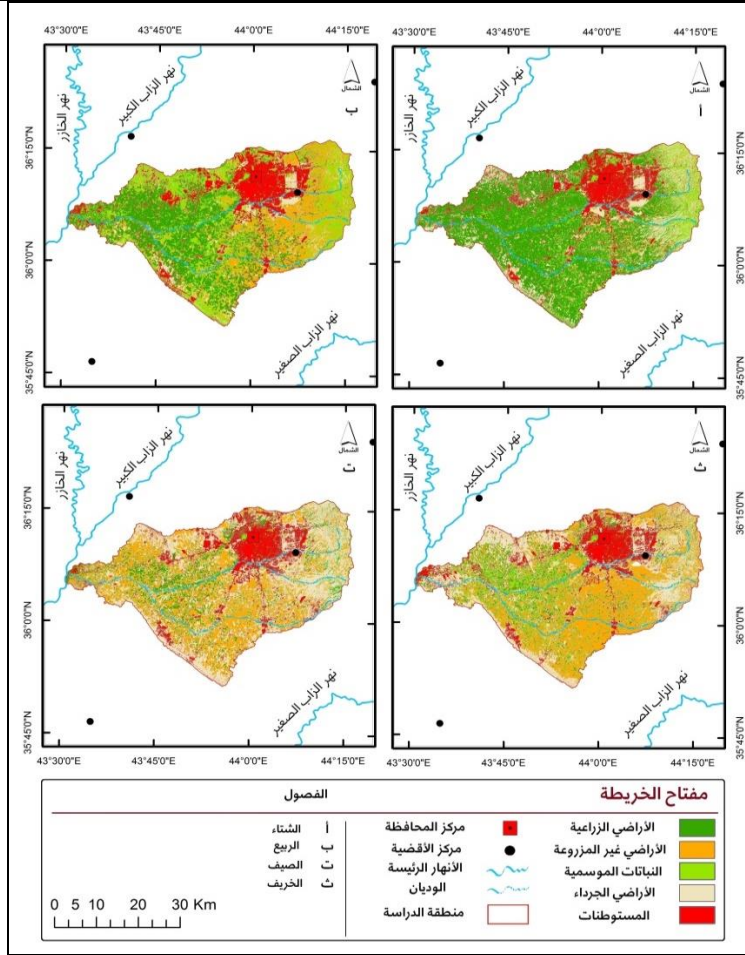 43°30'0"E 43°45'0"E 44°0'0"E 44°15'0"E
43°30'0"E 43°45'0"E 44°0'0"E 44°15'0"E
الشمال
أ
نهر الخازر
نهر الزاب الكبير
نهر الزاب الصغير
36°15'0"N
36°0'0"N
35°45'0"N
الشمال
ب
نهر الخازر
نهر الزاب الكبير
نهر الزاب الصغير
36°15'0"N
36°0'0"N
35°45'0"N
الشمال
ث
نهر الخازر
نهر الزاب الكبير
نهر الزاب الصغير
36°15'0"N
36°0'0"N
35°45'0"N
الشمال
ت
نهر الخازر
نهر الزاب الكبير
نهر الزاب الصغير
36°15'0"N
36°0'0"N
35°45'0"N
43°30'0"E 43°45'0"E 44°0'0"E 44°15'0"E
43°30'0"E 43°45'0"E 44°0'0"E 44°15'0"E
مفتاح الخريطة
الأراضي الزراعية
الأراضي غير المزروعة
النباتات الموسمية
الأراضي الجرداء
المستوطنات
مركز المحافظة
مركز الأقضية
الأنهار الرئيسة
الوديان
منطقة الدراسة
الفصول
أ الشتاء
ب الربيع
ت الصيف
ث الخريف
0 5 10 20 30 Km